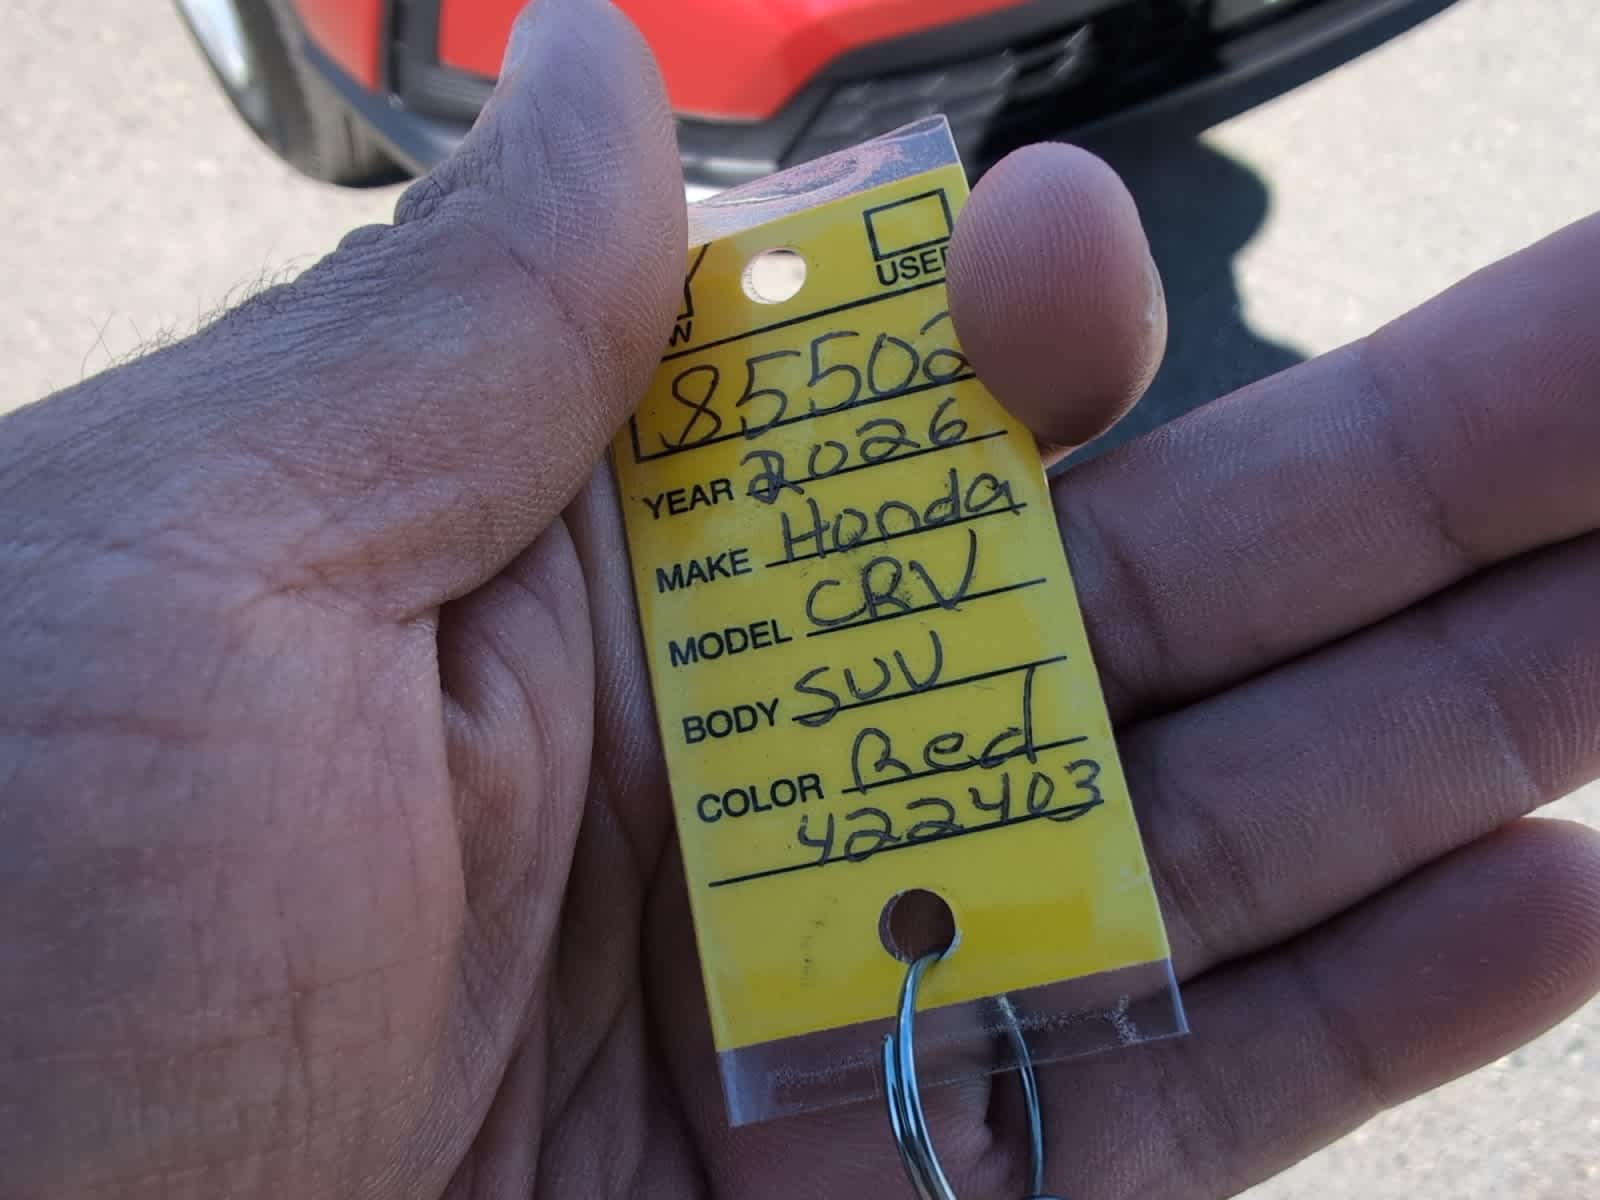 USED
85502
YEAR 2026
MAKE Honda
MODEL CRV
BODY SUV
COLOR Red
422403